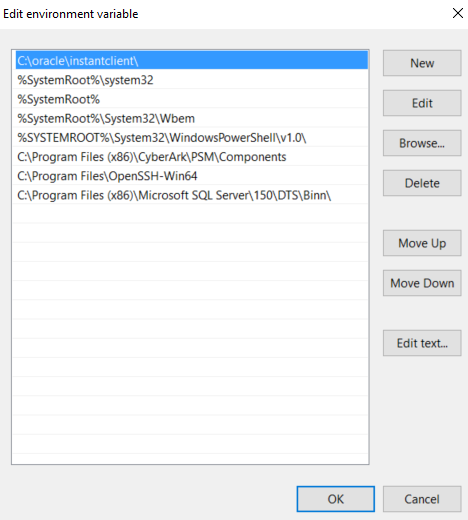 Edit environment variable
C:\oracle\instantclient\
%SystemRoot%\system32
%SystemRoot%
%SystemRoot%\System32\Wbem
%SYSTEMROOT%\System32\WindowsPowerShell\v1.0\
C:\Program Files (x86)\CyberArk\PSM\Components
C:\Program Files\OpenSSH-Win64
C:\Program Files (x86)\Microsoft SQL Server\150\DTS\Binn\
New
Edit
Browse...
Delete
Move Up
Move Down
Edit text...
OK
Cancel